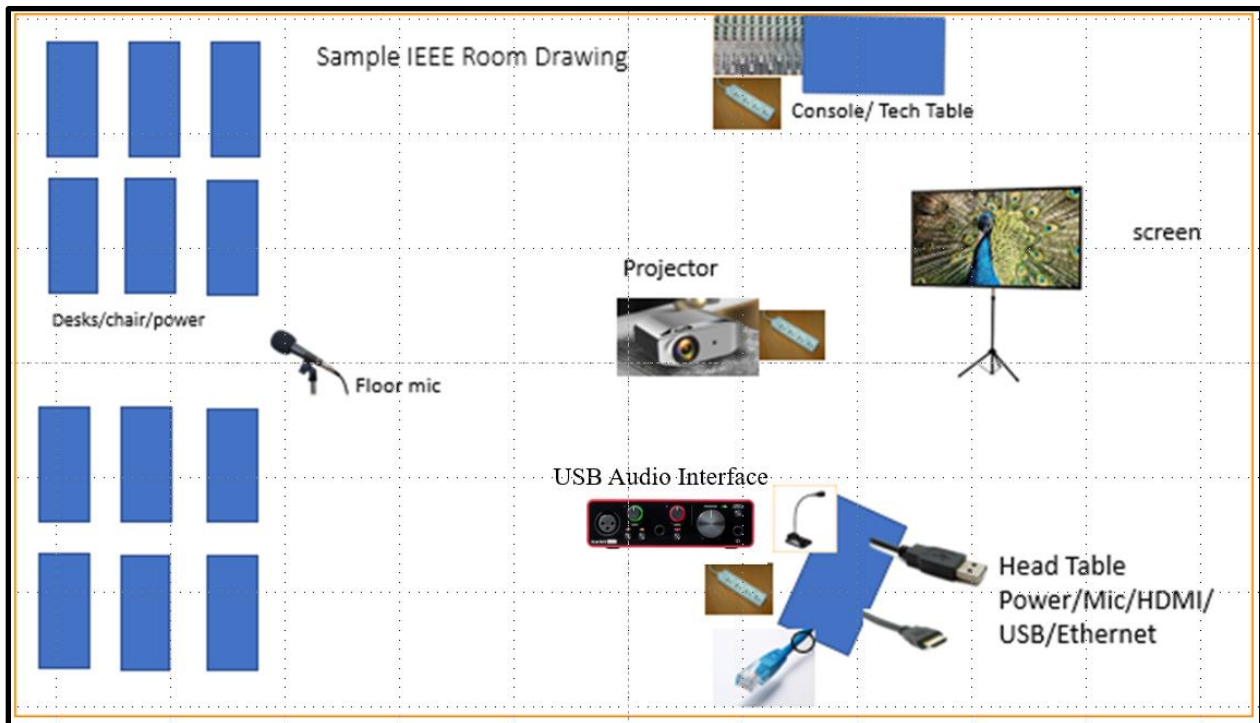 Sample IEEE Room Drawing
Console/ Tech Table
screen
Projector
Desks/chair/power
Floor mic
USB Audio Interface
Head Table
Power/Mic/HDMI/
USB/Ethernet